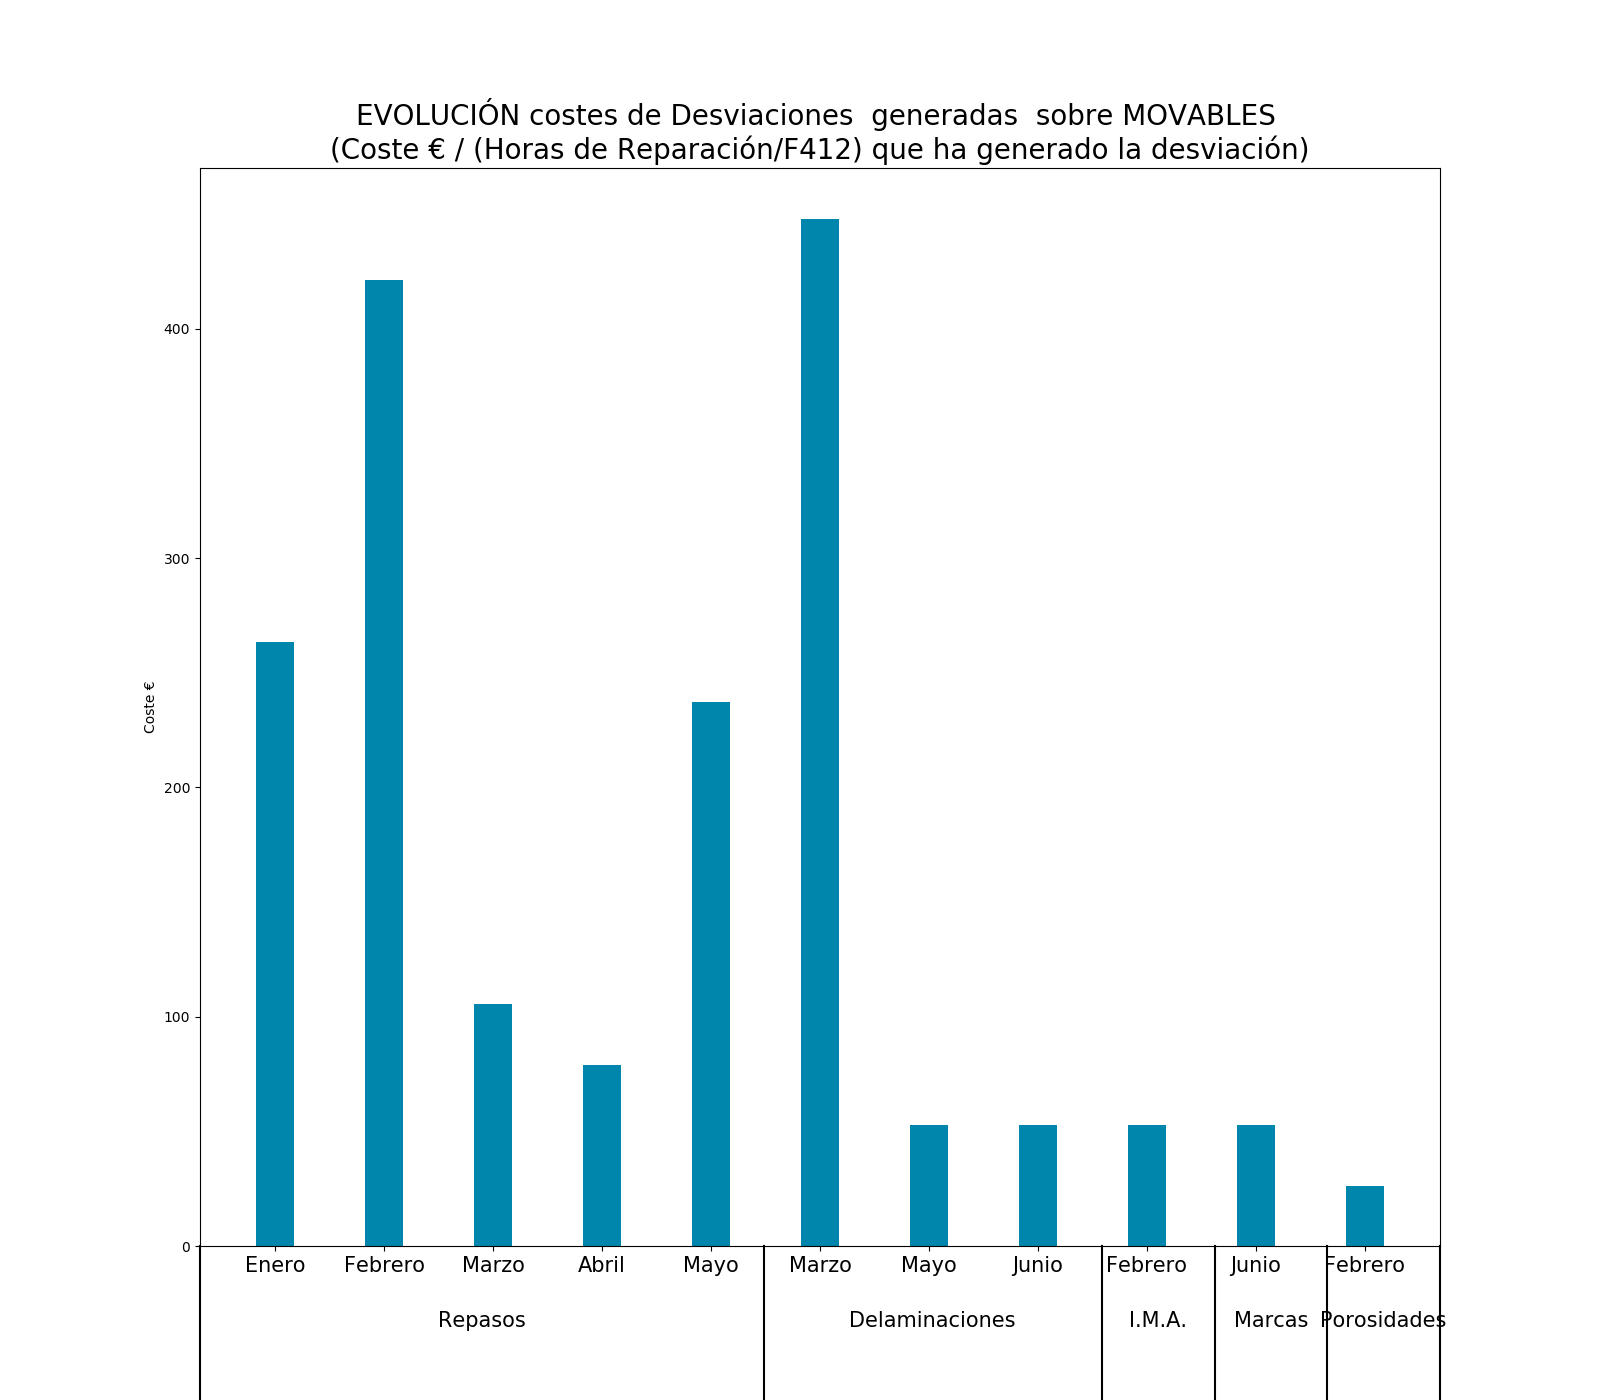 EVOLUCIÓN costes de Desviaciones  generadas  sobre MOVABLES
(Coste € / (Horas de Reparación/F412) que ha generado la desviación)
400
300
Coste €
200
100
0
Enero Febrero Marzo Abril Mayo Marzo Mayo Junio Febrero Junio Febrero
Repasos Delaminaciones I.M.A. Marcas Porosidades